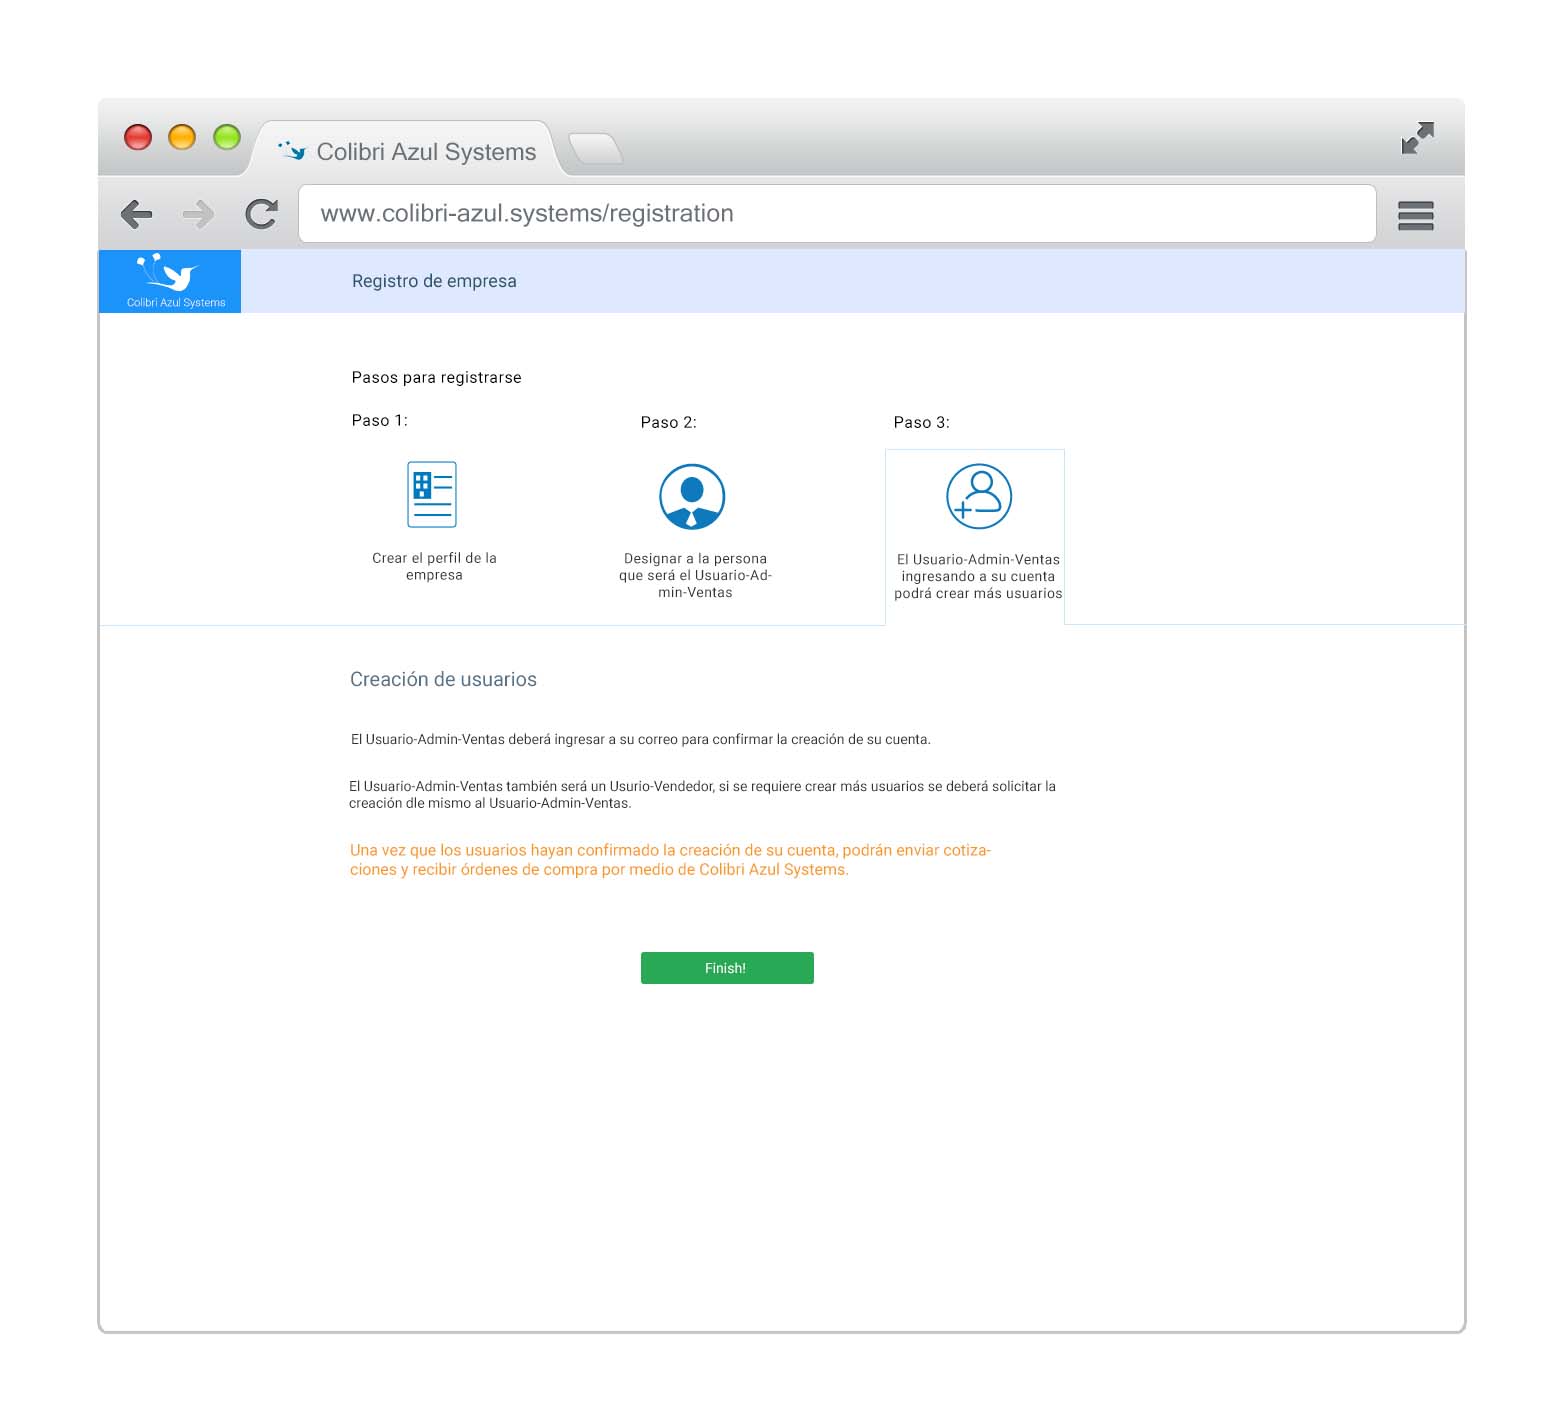 Colibri Azul Systems
www.colibri-azul.systems/registration
Colibri Azul Systems
Registro de empresa
Pasos para registrarse
Paso 1:
Paso 2:
Paso 3:
Crear el perfil de la
empresa
Designar a la persona
que será el Usuario-Ad-
min-Ventas
El Usuario-Admin-Ventas
ingresando a su cuenta
podrá crear más usuarios
Creación de usuarios
El Usuario-Admin-Ventas deberá ingresar a su correo para confirmar la creación de su cuenta.
El Usuario-Admin-Ventas también será un Usurio-Vendedor, si se requiere crear más usuarios se deberá solicitar la
creación dle mismo al Usuario-Admin-Ventas.
Una vez que los usuarios hayan confirmado la creación de su cuenta, podrán enviar cotiza-
ciones y recibir órdenes de compra por medio de Colibri Azul Systems.
Finish!